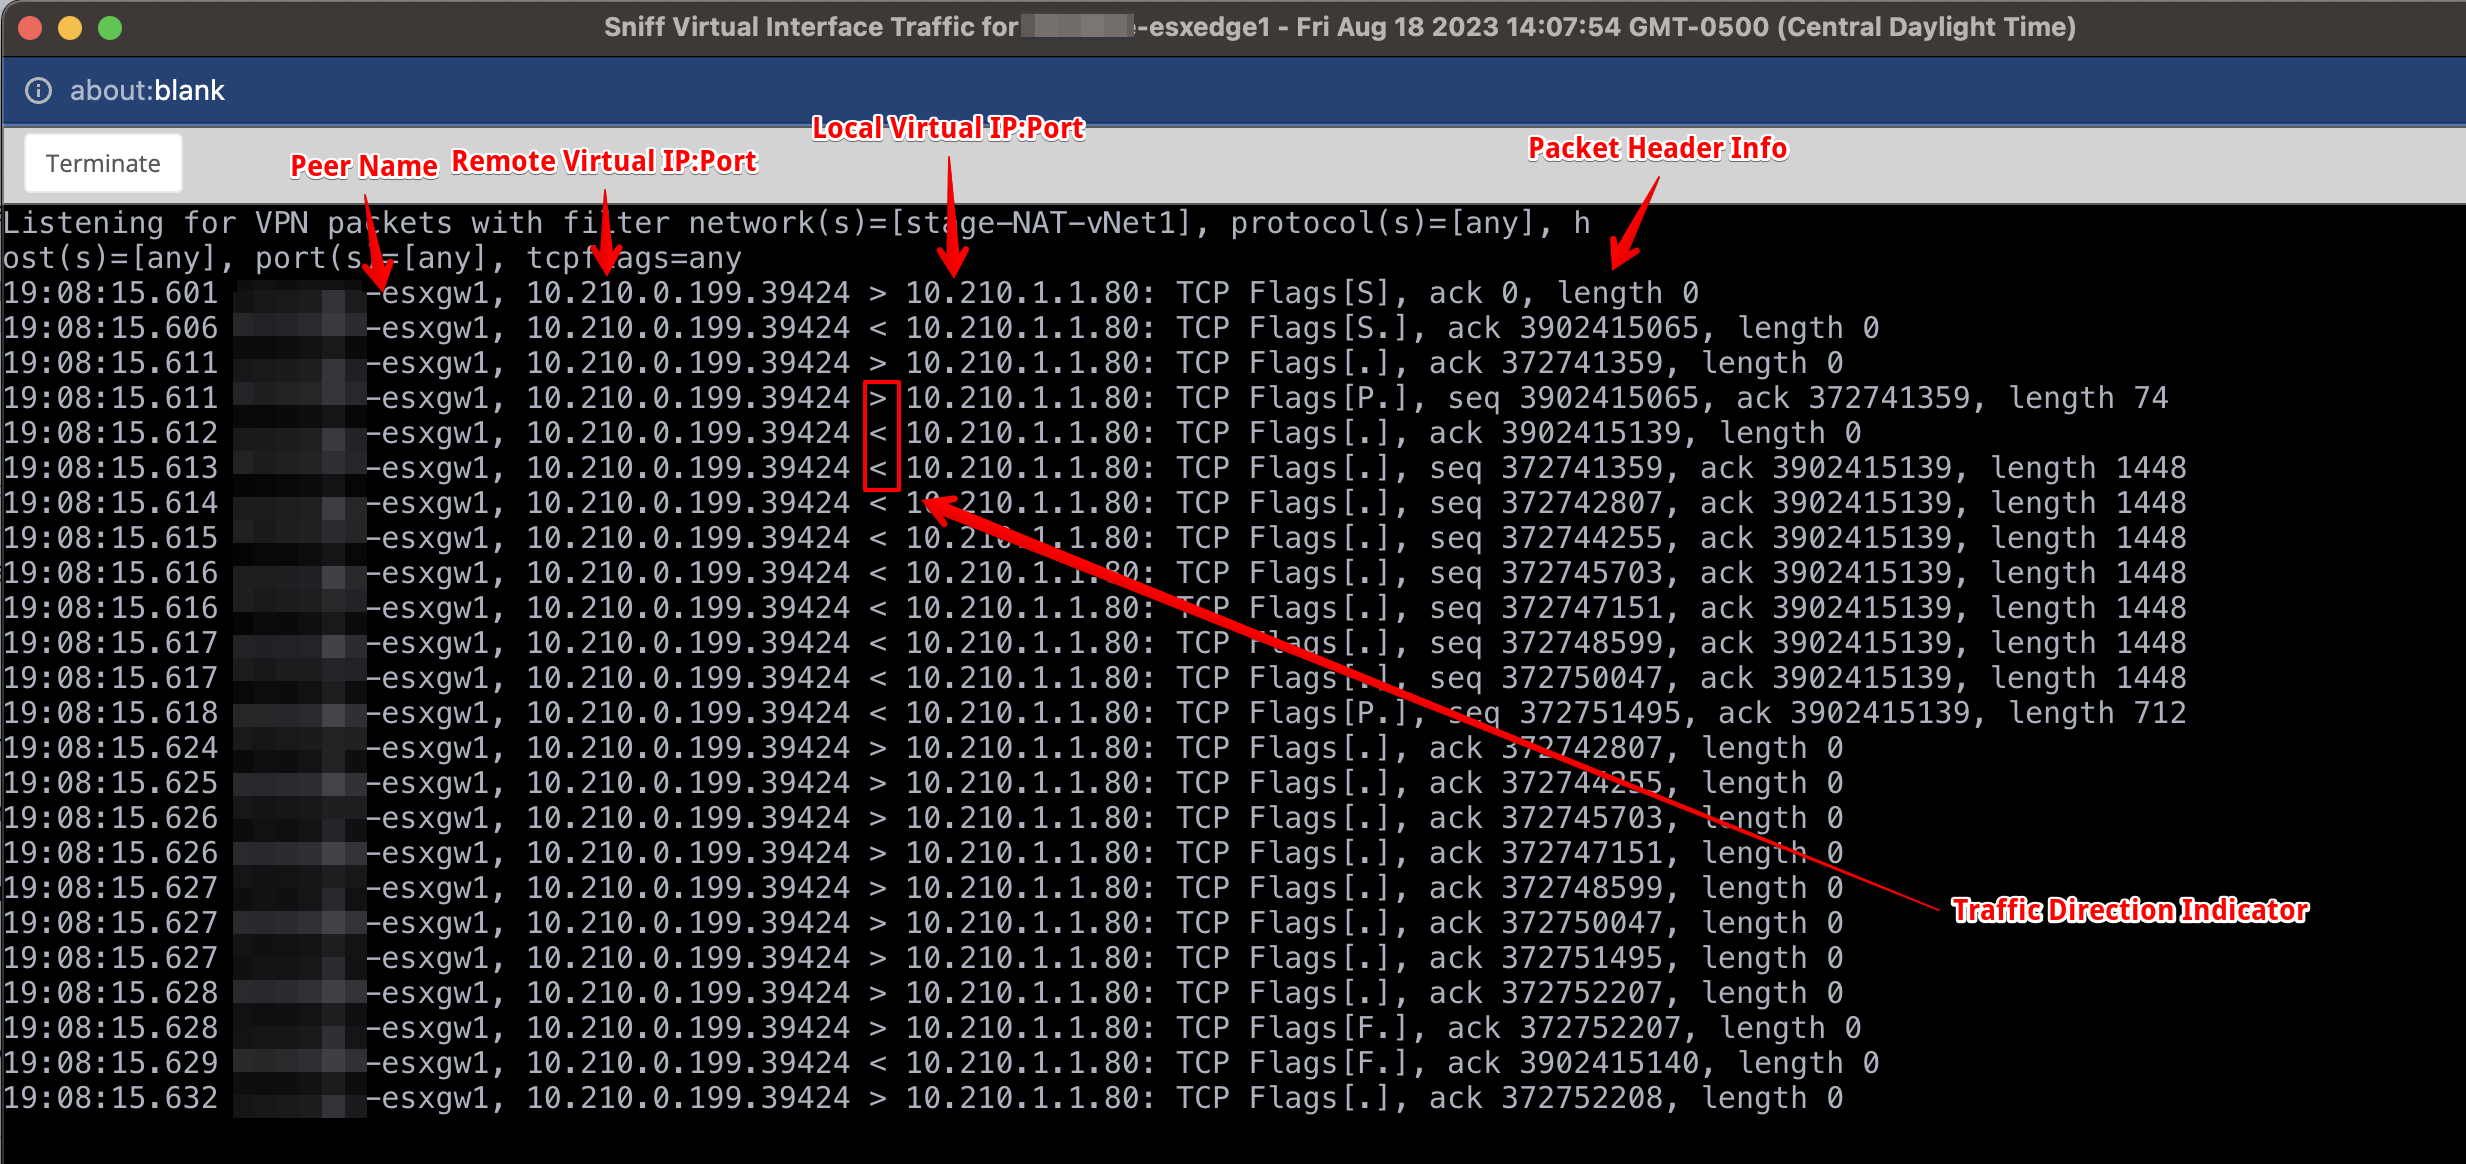 Sniff Virtual Interface Traffic for -esxedge1 - Fri Aug 18 2023 14:07:54 GMT-0500 (Central Daylight Time)
about:blank
Local Virtual IP:Port
Terminate
Peer Name
Remote Virtual IP:Port
Packet Header Info
Listening for VPN packets with filter network(s)=[stage-NAT-vNet1], protocol(s)=[any], h
ost(s)=[any], port(s)=[any], tcpflags=any
19:08:15.601 -esxgw1, 10.210.0.199.39424 > 10.210.1.1.80: TCP Flags[S], ack 0, length 0
19:08:15.606 -esxgw1, 10.210.0.199.39424 < 10.210.1.1.80: TCP Flags[S.], ack 3902415065, length 0
19:08:15.611 -esxgw1, 10.210.0.199.39424 > 10.210.1.1.80: TCP Flags[.], ack 372741359, length 0
19:08:15.611 -esxgw1, 10.210.0.199.39424 > 10.210.1.1.80: TCP Flags[P.], seq 3902415065, ack 372741359, length 74
19:08:15.612 -esxgw1, 10.210.0.199.39424 < 10.210.1.1.80: TCP Flags[.], ack 3902415139, length 0
19:08:15.613 -esxgw1, 10.210.0.199.39424 < 10.210.1.1.80: TCP Flags[.], seq 372741359, ack 3902415139, length 1448
19:08:15.614 -esxgw1, 10.210.0.199.39424 < 10.210.1.1.80: TCP Flags[.], seq 372742807, ack 3902415139, length 1448
19:08:15.615 -esxgw1, 10.210.0.199.39424 < 10.210.1.1.80: TCP Flags[.], seq 372744255, ack 3902415139, length 1448
19:08:15.616 -esxgw1, 10.210.0.199.39424 < 10.210.1.1.80: TCP Flags[.], seq 372745703, ack 3902415139, length 1448
19:08:15.616 -esxgw1, 10.210.0.199.39424 < 10.210.1.1.80: TCP Flags[.], seq 372747151, ack 3902415139, length 1448
19:08:15.617 -esxgw1, 10.210.0.199.39424 < 10.210.1.1.80: TCP Flags[.], seq 372748599, ack 3902415139, length 1448
19:08:15.617 -esxgw1, 10.210.0.199.39424 < 10.210.1.1.80: TCP Flags[.], seq 372750047, ack 3902415139, length 1448
19:08:15.618 -esxgw1, 10.210.0.199.39424 < 10.210.1.1.80: TCP Flags[P.], seq 372751495, ack 3902415139, length 712
19:08:15.624 -esxgw1, 10.210.0.199.39424 > 10.210.1.1.80: TCP Flags[.], ack 372742807, length 0
19:08:15.625 -esxgw1, 10.210.0.199.39424 > 10.210.1.1.80: TCP Flags[.], ack 372744255, length 0
19:08:15.626 -esxgw1, 10.210.0.199.39424 > 10.210.1.1.80: TCP Flags[.], ack 372745703, length 0
19:08:15.626 -esxgw1, 10.210.0.199.39424 > 10.210.1.1.80: TCP Flags[.], ack 372747151, length 0
19:08:15.627 -esxgw1, 10.210.0.199.39424 > 10.210.1.1.80: TCP Flags[.], ack 372748599, length 0
19:08:15.627 -esxgw1, 10.210.0.199.39424 > 10.210.1.1.80: TCP Flags[.], ack 372750047, length 0
Traffic Direction Indicator
19:08:15.627 -esxgw1, 10.210.0.199.39424 > 10.210.1.1.80: TCP Flags[.], ack 372751495, length 0
19:08:15.628 -esxgw1, 10.210.0.199.39424 > 10.210.1.1.80: TCP Flags[.], ack 372752207, length 0
19:08:15.628 -esxgw1, 10.210.0.199.39424 > 10.210.1.1.80: TCP Flags[F.], ack 372752207, length 0
19:08:15.629 -esxgw1, 10.210.0.199.39424 < 10.210.1.1.80: TCP Flags[F.], ack 3902415140, length 0
19:08:15.632 -esxgw1, 10.210.0.199.39424 > 10.210.1.1.80: TCP Flags[.], ack 372752208, length 0